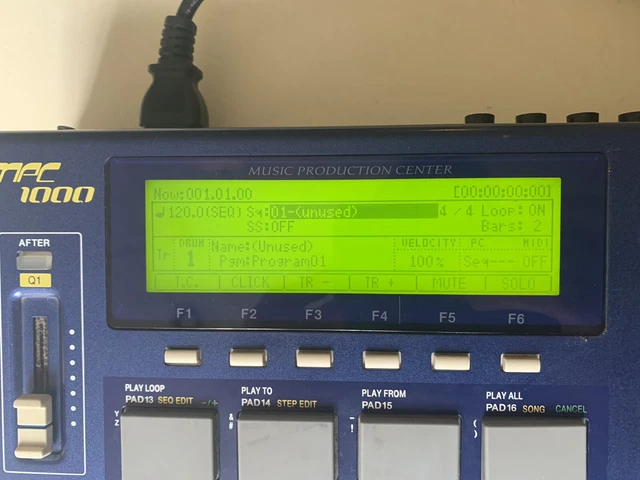 MUSIC PRODUCTION CENTER
MPC
1000
Now:001.01.00 [00:00:00:00]
♩120.0(SEQ) Sq:01-(unused) 4/4 Loop:ON
SS:OFF Bars: 2
Tr DRUM 1 Name:(Unused) VELOCITY PC MIDI
Pgm:Program01 100% Seq--- OFF
T.C. CLICK TR - TR + MUTE SOLO
F1 F2 F3 F4 F5 F6
AFTER
Q1
PLAY LOOP PLAY TO PLAY FROM PLAY ALL
PAD13 SEQ EDIT -/+ PAD14 STEP EDIT PAD15 PAD16 SONG CANCEL
Y Z & # ! - ( )